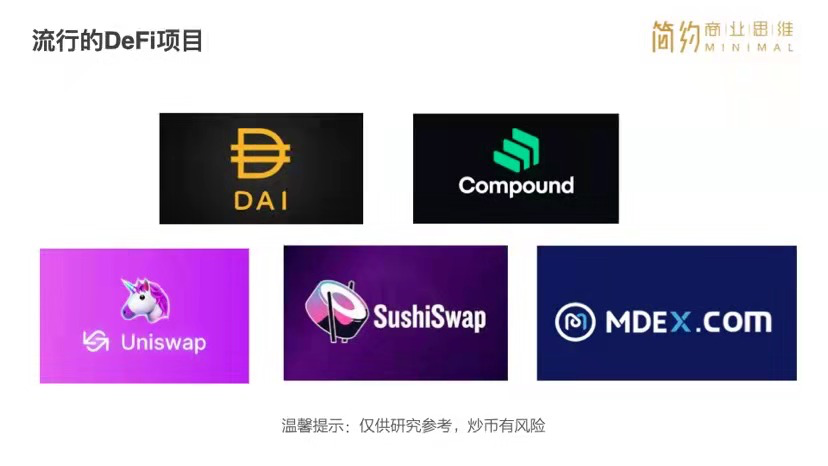 流行的DeFi项目
简约商业思维
MINIMAL
DAI
Compound
Uniswap
SushiSwap
MDEX.COM
温馨提示：仅供研究参考，炒币有风险